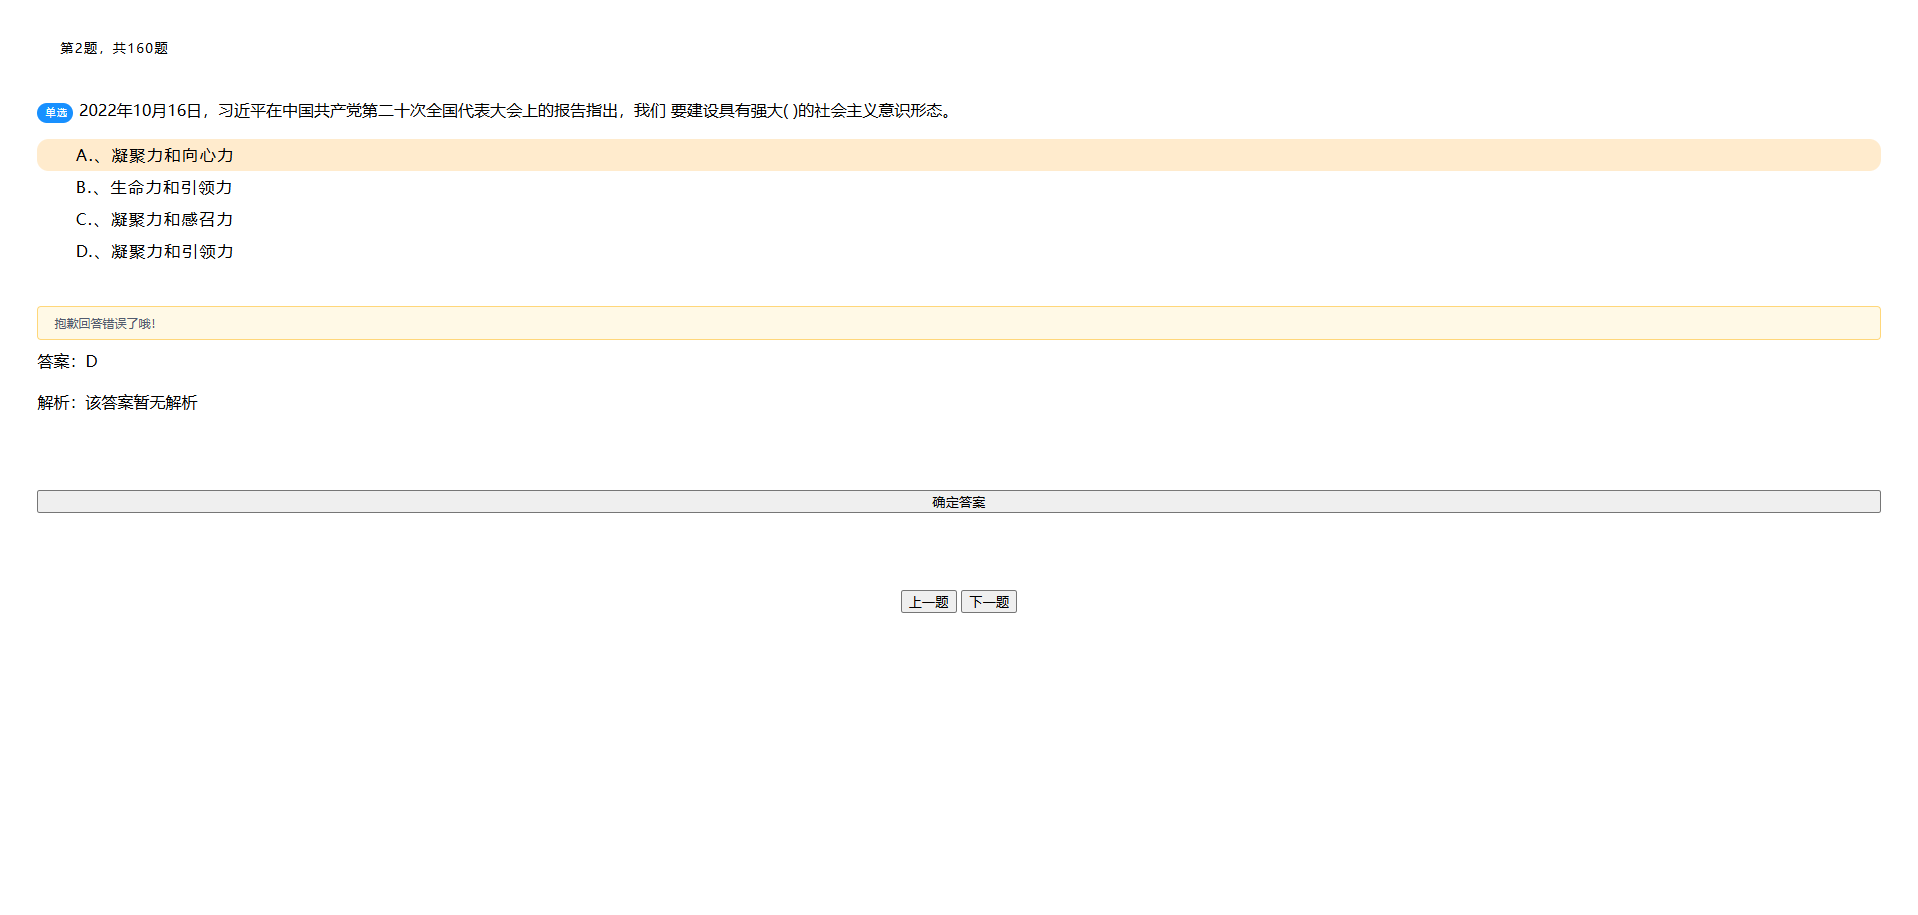 第2题，共160题
单选 2022年10月16日，习近平在中国共产党第二十次全国代表大会上的报告指出，我们 要建设具有强大( )的社会主义意识形态。
A.、凝聚力和向心力
B.、生命力和引领力
C.、凝聚力和感召力
D.、凝聚力和引领力
抱歉回答错误了哦！
答案：D
解析：该答案暂无解析
确定答案
上一题 下一题